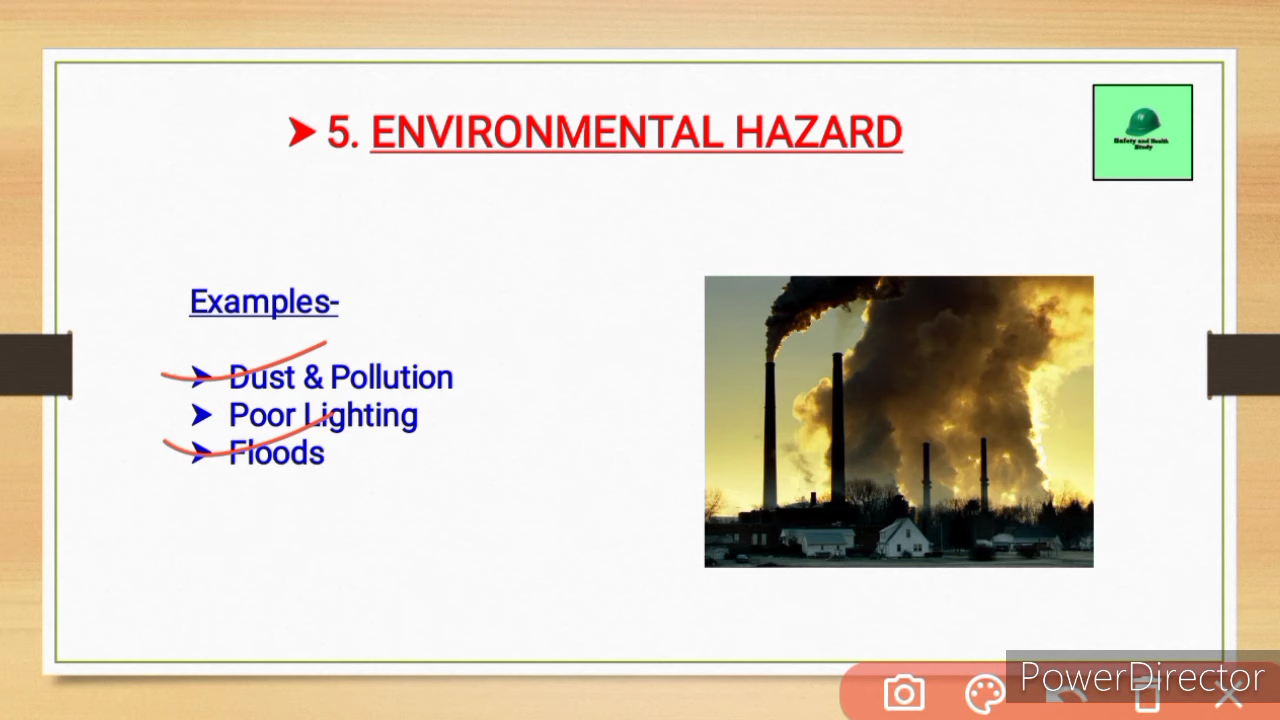 ➤ 5. ENVIRONMENTAL HAZARD
Safety and Health
Study
Examples-
➤ Dust & Pollution
➤ Poor Lighting
➤ Floods
PowerDirector